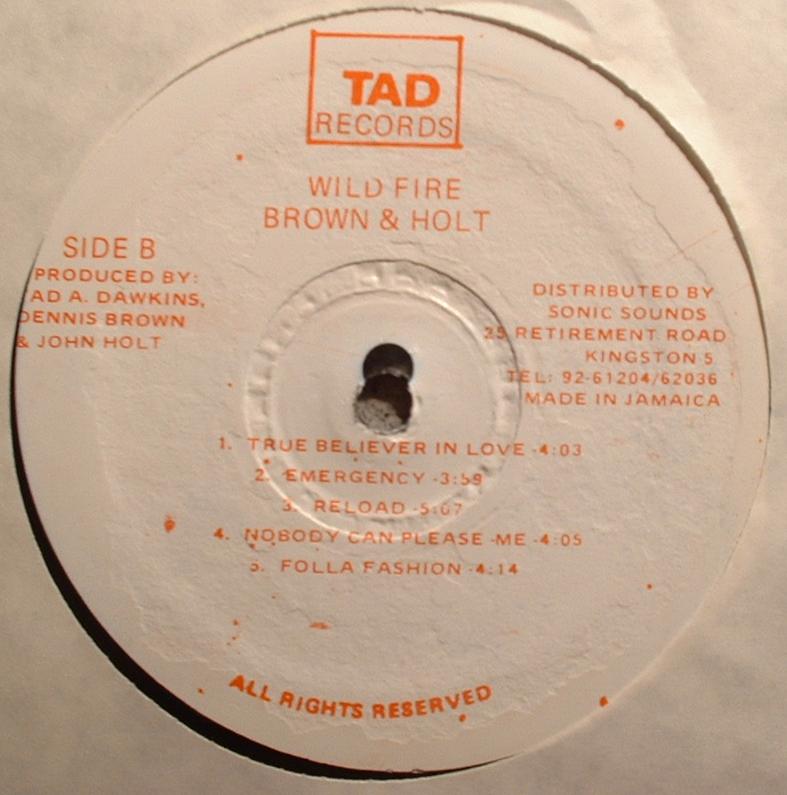 TAD
RECORDS
WILD FIRE
BROWN & HOLT
SIDE B
PRODUCED BY:
AD A. DAWKINS,
DENNIS BROWN
& JOHN HOLT
DISTRIBUTED BY
SONIC SOUNDS
25 RETIREMENT ROAD
KINGSTON 5
TEL: 92-61204/62036
MADE IN JAMAICA
1. TRUE BELIEVER IN LOVE -4:03
2. EMERGENCY -3:59
3. RELOAD -5:07
4. NOBODY CAN PLEASE -ME -4:05
5. FOLLA FASHION -4:14
ALL RIGHTS RESERVED